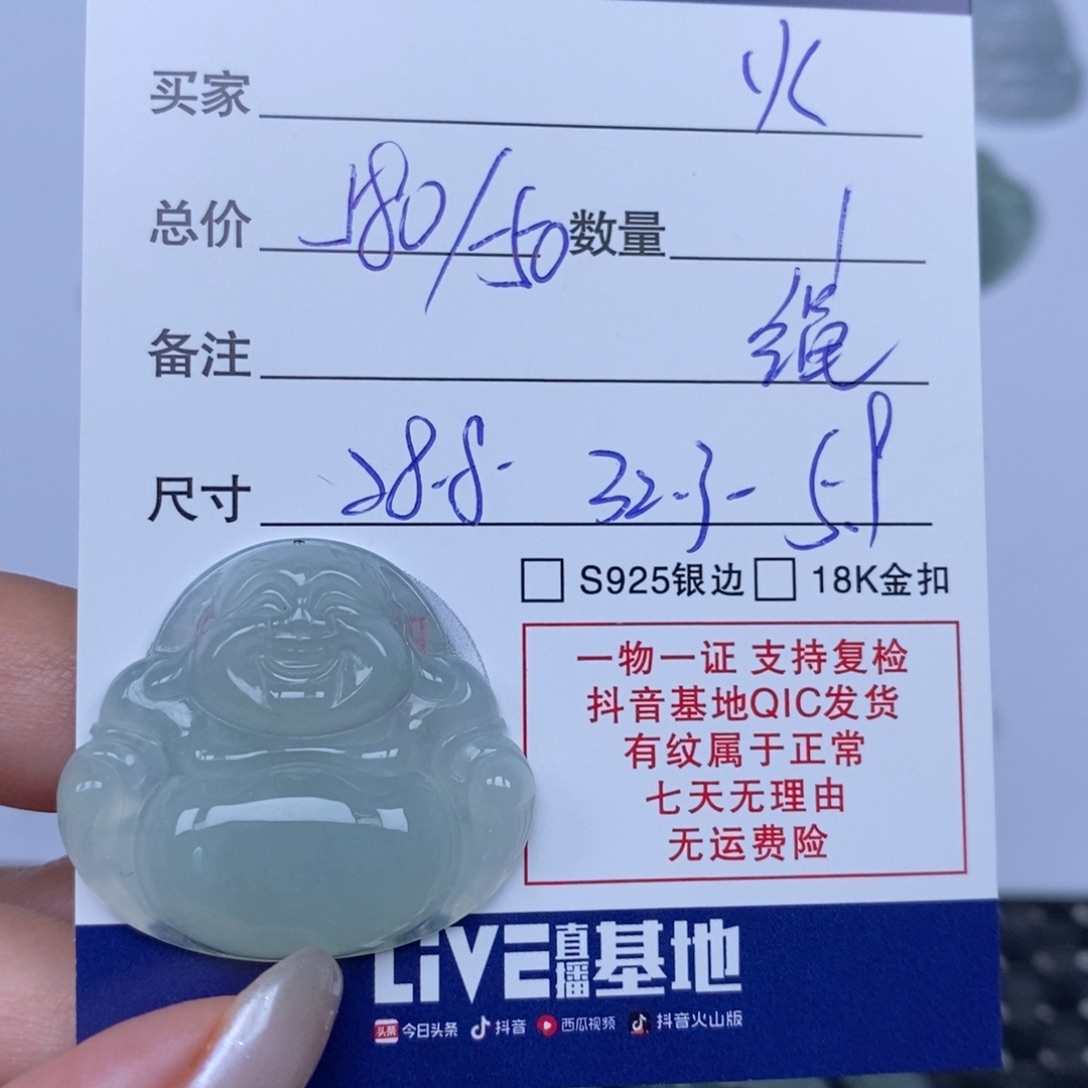 买家 火
总价 180/50 数量 1
备注 绳
尺寸 28.8- 32.3- 5.9
S925银边 18K金扣
一物一证 支持复检
抖音基地QIC发货
有纹属于正常
七天无理由
无运费险
LiVE直播基地
头条 今日头条 抖音 西瓜视频 抖音火山版